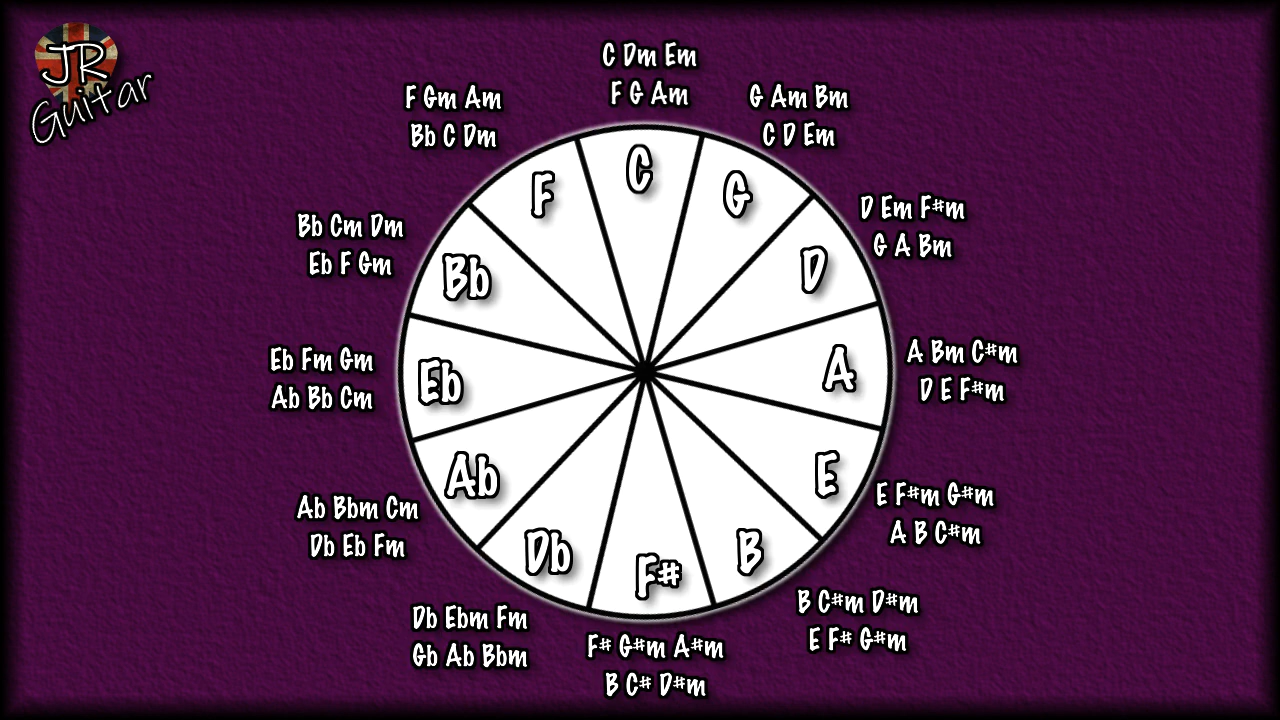 JR
Guitar
C Dm Em
F G Am
G Am Bm
C D Em
D Em F#m
G A Bm
A Bm C#m
D E F#m
E F#m G#m
A B C#m
B C#m D#m
E F# G#m
F# G#m A#m
B C# D#m
Db Ebm Fm
Gb Ab Bbm
Ab Bbm Cm
Db Eb Fm
Eb Fm Gm
Ab Bb Cm
Bb Cm Dm
Eb F Gm
F Gm Am
Bb C Dm
C
G
D
A
E
B
F#
Db
Ab
Eb
Bb
F